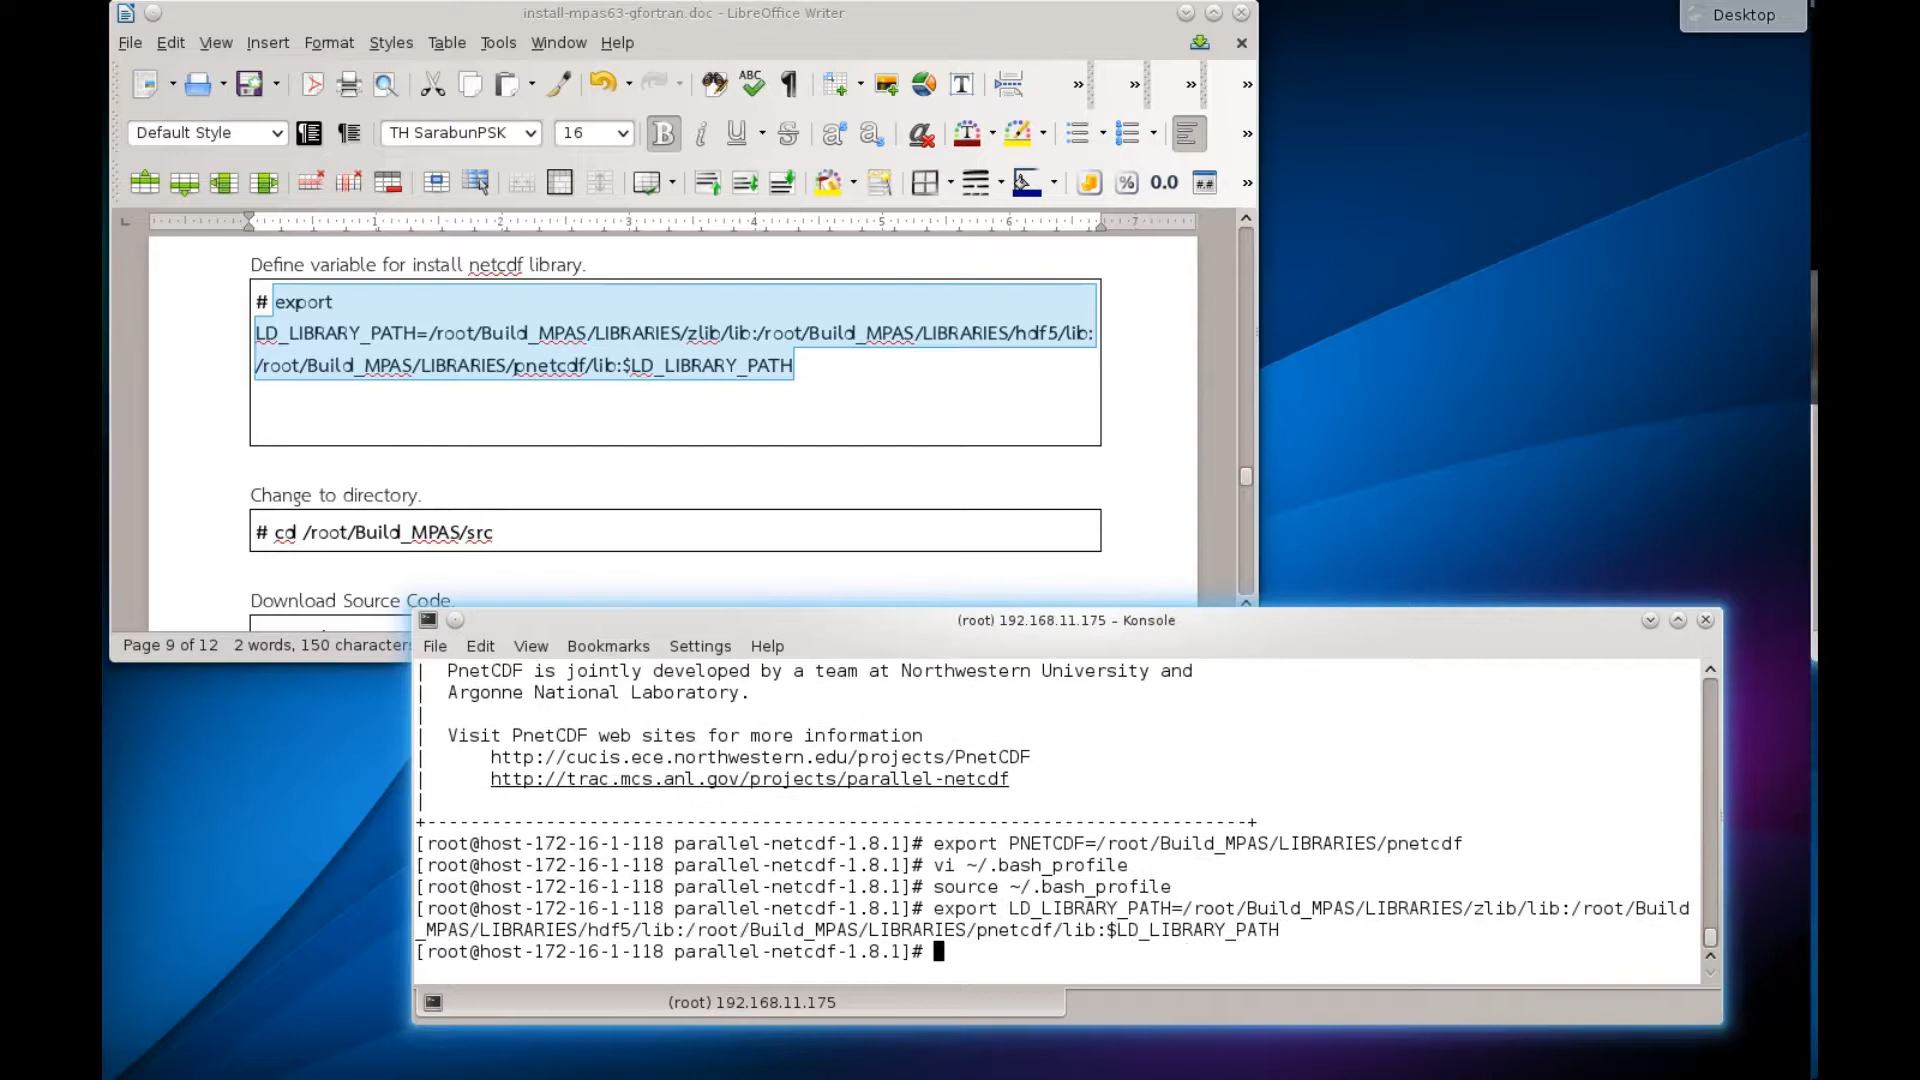 install-mpas63-gfortran.doc - LibreOffice Writer
Desktop
File Edit View Insert Format Styles Table Tools Window Help
Default Style TH SarabunPSK 16
1 2 3 4 5 6 7
Define variable for install netcdf library.
# export
LD_LIBRARY_PATH=/root/Build_MPAS/LIBRARIES/zlib/lib:/root/Build_MPAS/LIBRARIES/hdf5/lib:
/root/Build_MPAS/LIBRARIES/pnetcdf/lib:$LD_LIBRARY_PATH
Change to directory.
# cd /root/Build_MPAS/src
Download Source Code.
Page 9 of 12 2 words, 150 characters
(root) 192.168.11.175 – Konsole
File Edit View Bookmarks Settings Help
| PnetCDF is jointly developed by a team at Northwestern University and
| Argonne National Laboratory.
|
| Visit PnetCDF web sites for more information
| http://cucis.ece.northwestern.edu/projects/PnetCDF
| http://trac.mcs.anl.gov/projects/parallel-netcdf
|
+-----------------------------------------------------------------------------+
[root@host-172-16-1-118 parallel-netcdf-1.8.1]# export PNETCDF=/root/Build_MPAS/LIBRARIES/pnetcdf
[root@host-172-16-1-118 parallel-netcdf-1.8.1]# vi ~/.bash_profile
[root@host-172-16-1-118 parallel-netcdf-1.8.1]# source ~/.bash_profile
[root@host-172-16-1-118 parallel-netcdf-1.8.1]# export LD_LIBRARY_PATH=/root/Build_MPAS/LIBRARIES/zlib/lib:/root/Build
_MPAS/LIBRARIES/hdf5/lib:/root/Build_MPAS/LIBRARIES/pnetcdf/lib:$LD_LIBRARY_PATH
[root@host-172-16-1-118 parallel-netcdf-1.8.1]#
(root) 192.168.11.175